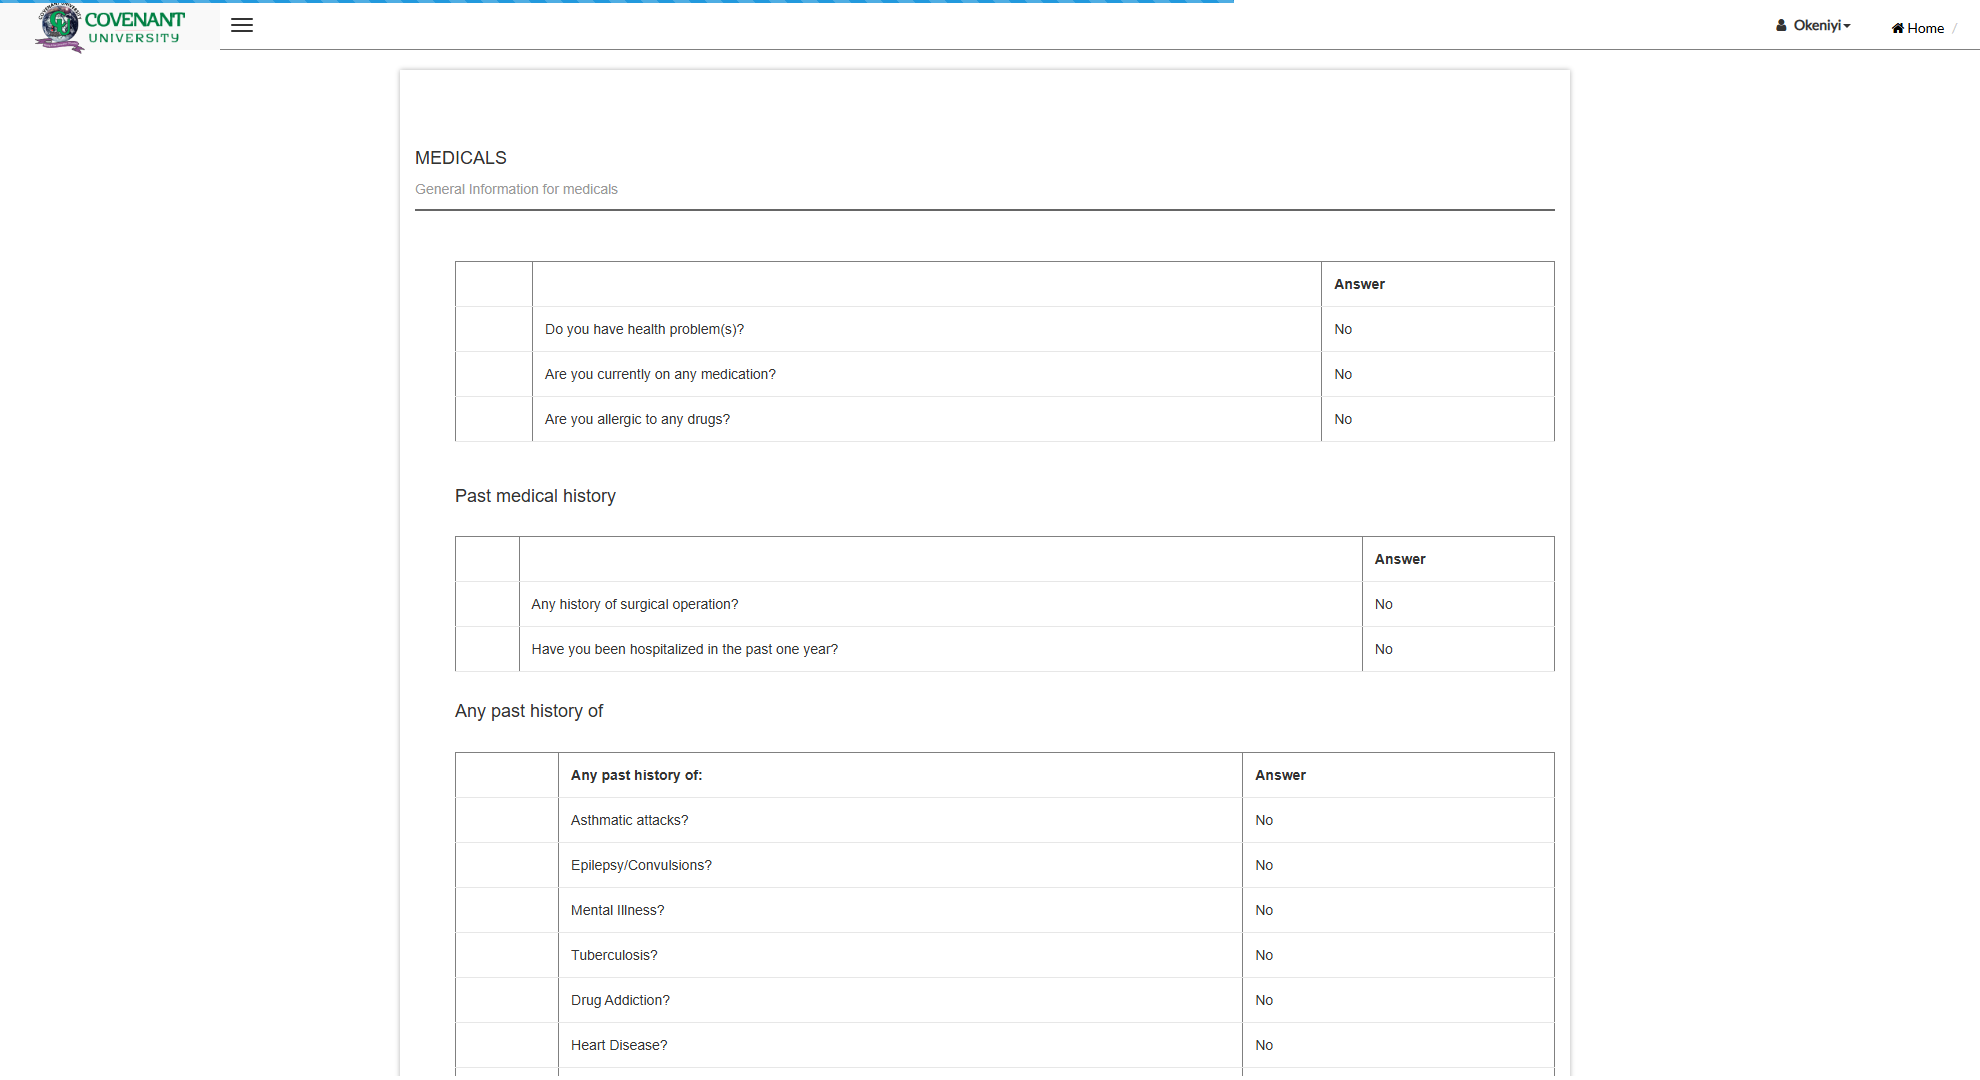 COVENANT
UNIVERSITY
Okeniyi
Home /
MEDICALS
General Information for medicals
Answer
Do you have health problem(s)? No
Are you currently on any medication? No
Are you allergic to any drugs? No
Past medical history
Answer
Any history of surgical operation? No
Have you been hospitalized in the past one year? No
Any past history of
Any past history of: Answer
Asthmatic attacks? No
Epilepsy/Convulsions? No
Mental Illness? No
Tuberculosis? No
Drug Addiction? No
Heart Disease? No